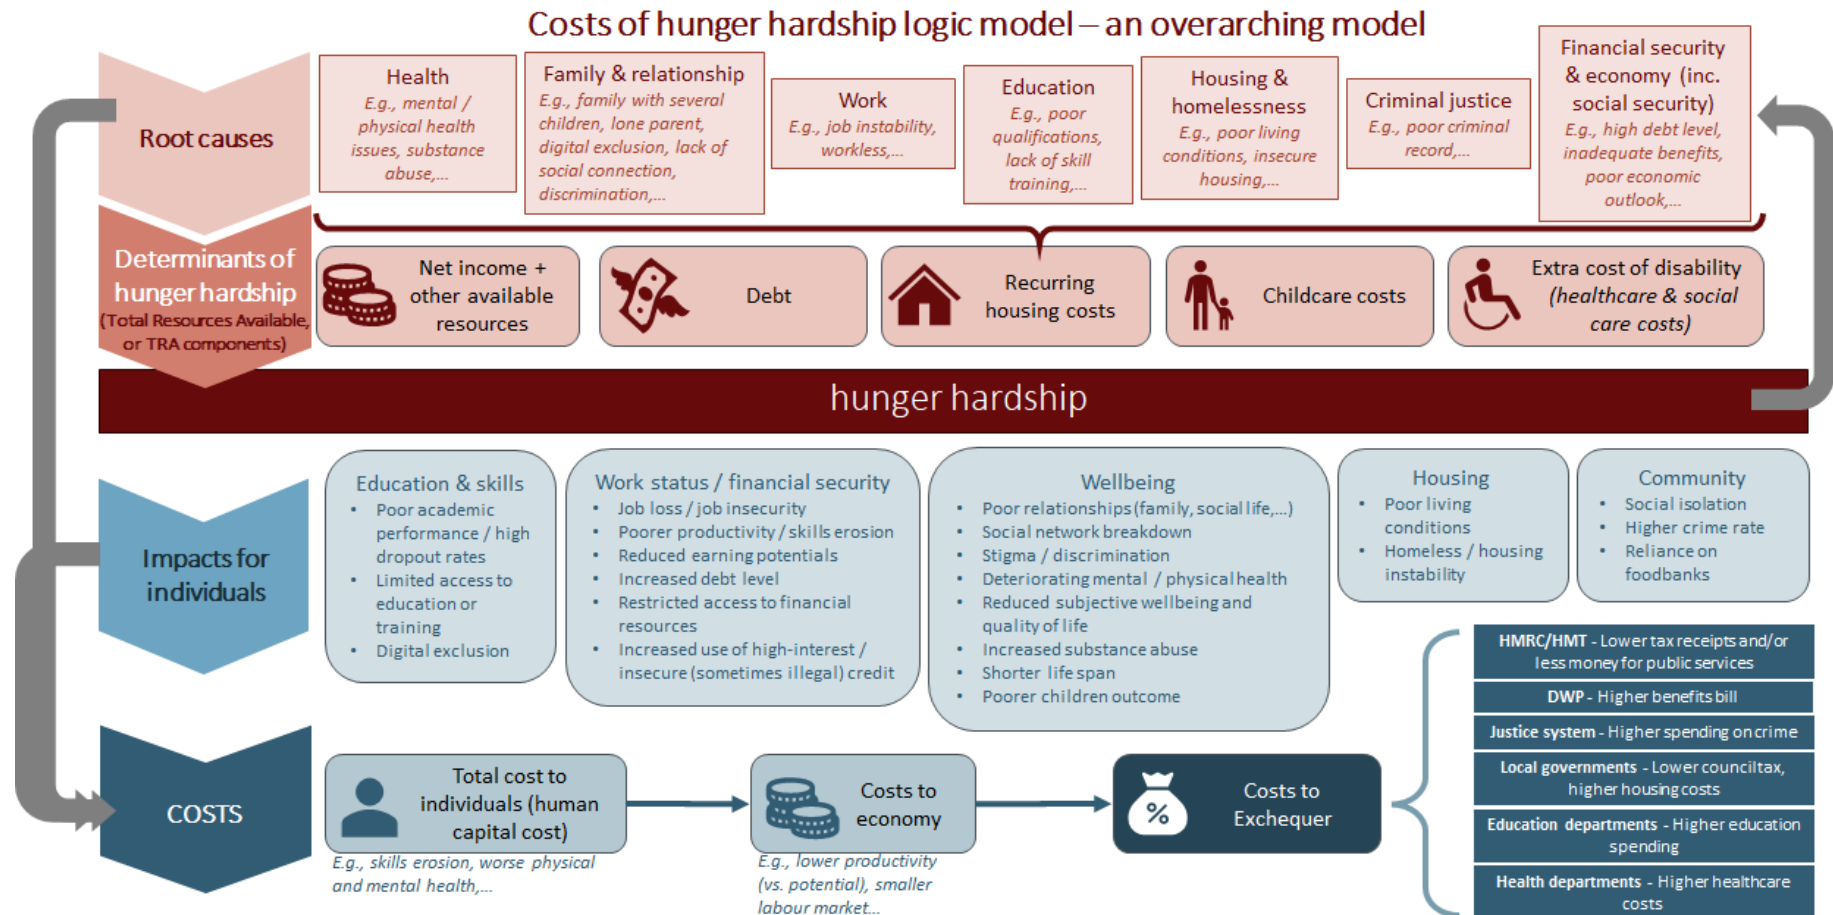 Costs of hunger hardship logic model – an overarching model
Root causes
Health
E.g., mental /
physical health
issues, substance
abuse,...
Family & relationship
E.g., family with several
children, lone parent,
digital exclusion, lack of
social connection,
discrimination,...
Work
E.g., job instability,
workless,...
Education
E.g., poor
qualifications,
lack of skill
training,...
Housing &
homelessness
E.g., poor living
conditions, insecure
housing,...
Criminal justice
E.g., poor criminal
record,...
Financial security
& economy (inc.
social security)
E.g., high debt level,
inadequate benefits,
poor economic
outlook,...
Determinants of
hunger hardship
(Total Resources Available,
or TRA components)
Net income +
other available
resources
Debt
Recurring
housing costs
Childcare costs
Extra cost of disability
(healthcare & social
care costs)
hunger hardship
Impacts for
individuals
Education & skills
• Poor academic
performance / high
dropout rates
• Limited access to
education or
training
• Digital exclusion
Work status / financial security
• Job loss / job insecurity
• Poorer productivity / skills erosion
• Reduced earning potentials
• Increased debt level
• Restricted access to financial
resources
• Increased use of high-interest /
insecure (sometimes illegal) credit
Wellbeing
• Poor relationships (family, social life,...)
• Social network breakdown
• Stigma / discrimination
• Deteriorating mental / physical health
• Reduced subjective wellbeing and
quality of life
• Increased substance abuse
• Shorter life span
• Poorer children outcome
Housing
• Poor living
conditions
• Homeless / housing
instability
Community
• Social isolation
• Higher crime rate
• Reliance on
foodbanks
COSTS
Total cost to
individuals (human
capital cost)
E.g., skills erosion, worse physical
and mental health,...
Costs to
economy
E.g., lower productivity
(vs. potential), smaller
labour market...
%
Costs to
Exchequer
HMRC/HMT - Lower tax receipts and/or
less money for public services
DWP - Higher benefits bill
Justice system - Higher spending on crime
Local governments - Lower council tax,
higher housing costs
Education departments - Higher education
spending
Health departments - Higher healthcare
costs